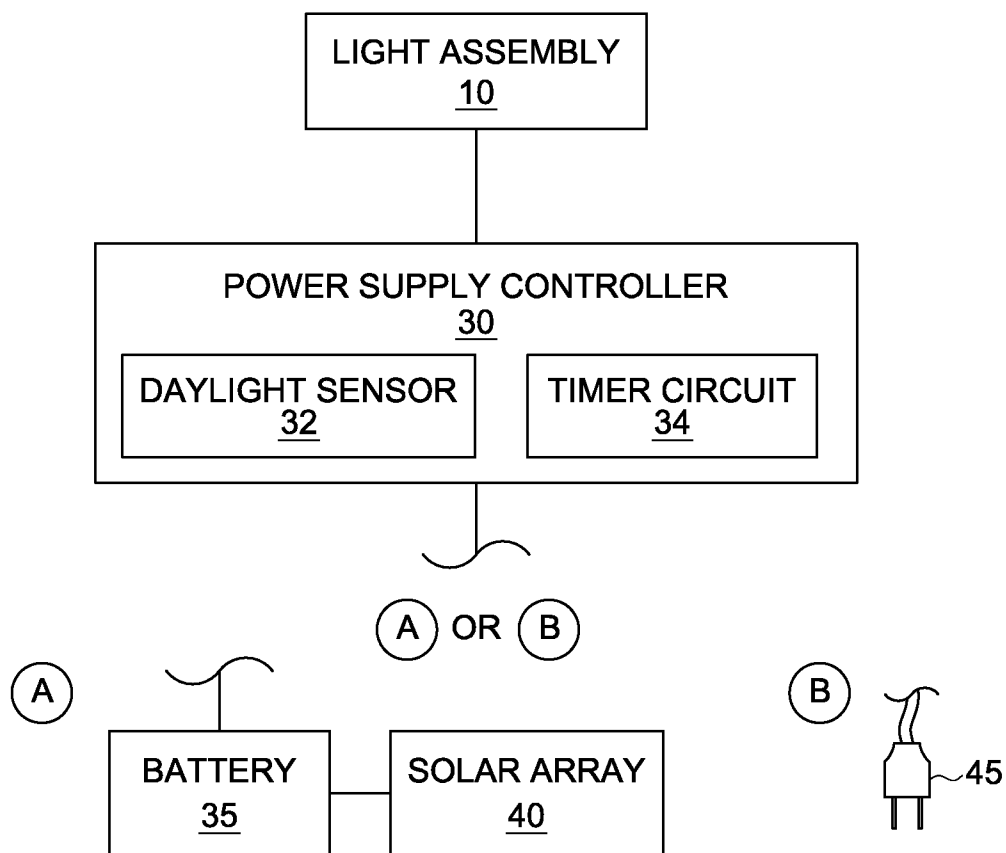 LIGHT ASSEMBLY
10
POWER SUPPLY CONTROLLER
30
DAYLIGHT SENSOR
32
TIMER CIRCUIT
34
A OR B
A
BATTERY
35
SOLAR ARRAY
40
B
45